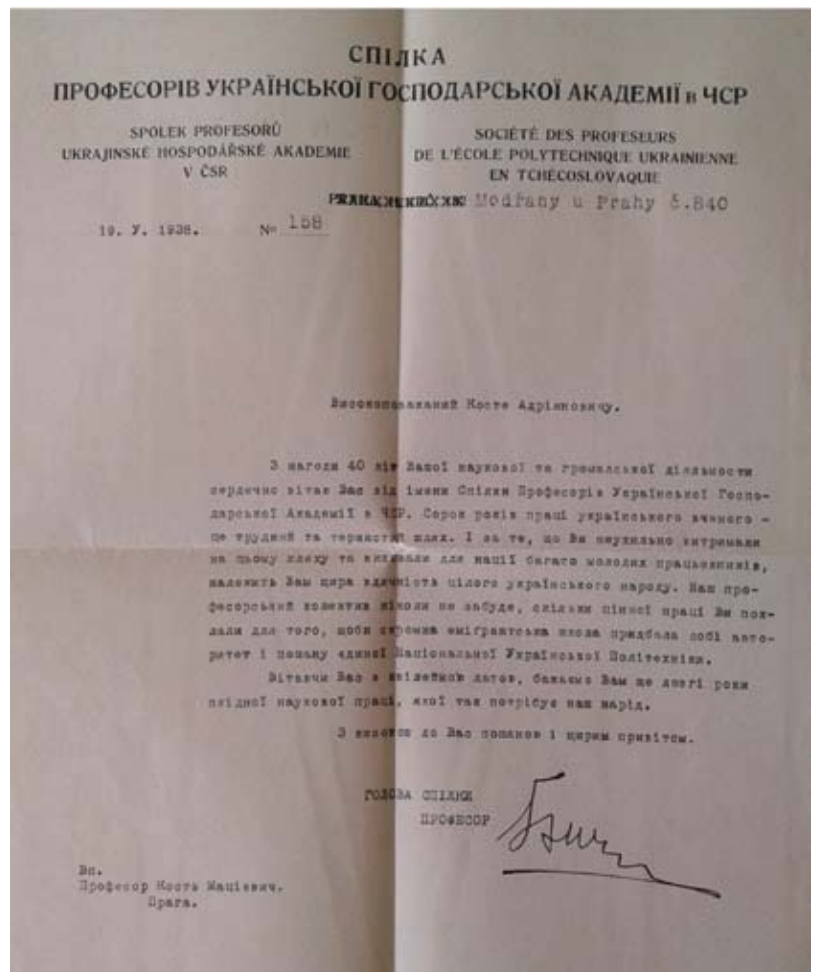 СПІЛКА
ПРОФЕСОРІВ УКРАЇНСЬКОЇ ГОСПОДАРСЬКОЇ АКАДЕМІЇ в ЧСР
SPOLEK PROFESORŮ
UKRAJINSKÉ HOSPODÁŘSKÉ AKADEMIE
V ČSR
SOCIÉTÉ DES PROFESEURS
DE L'ÉCOLE POLYTECHNIQUE UKRAINIENNE
EN TCHÉCOSLOVAQUIE
Modřany u Prahy č.840
19. V. 1938. № 158
Високоповажаний Косте Адріяновичу.
З нагоди 40 літ Вашої наукової та громадської діяльности
сердечно вітаю Вас від імени Спілки Професорів Української Госпо-
дарської Академії в ЧСР. Сорок років праці українського вченого -
це трудний та тернистий шлях. І за те, що Ви неухильно витримали
на цьому шляху та виховали для нації багато молодих працьовників,
належить Вам щира вдячність цілого українського народу. Наш про-
фесорський колектив ніколи не забуде, скільки цінної праці Ви пок-
лали для того, щоби скромна емігрантська школа придбала собі авто-
ритет і пошану єдиної Національної Української Політехніки.
Вітаючи Вас з ювілейною датою, бажаємо Вам ще довгі роки
плідної наукової праці, якої так потрібує наш нарід.
З високою до Вас пошаною і щирим привітом.
ГОЛОВА СПІЛКИ
ПРОФЕСОР
Вп.
Професор Кость Мацієвич.
Прага.